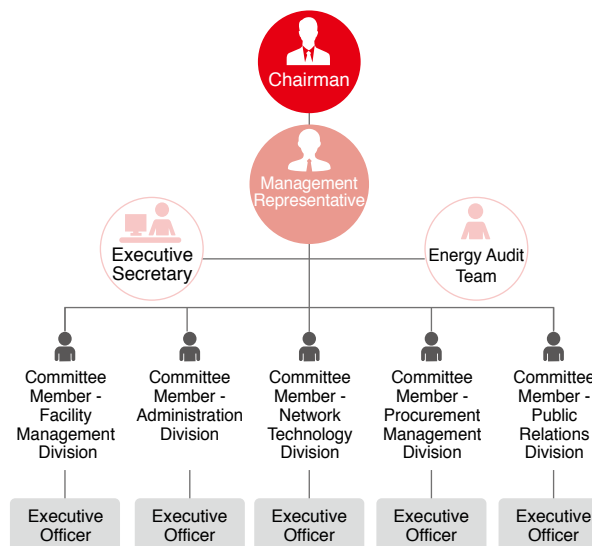 Chairman
Management
Representative
Executive
Secretary
Energy Audit
Team
Committee
Member -
Facility
Management
Division
Committee
Member -
Administration
Division
Committee
Member -
Network
Technology
Division
Committee
Member -
Procurement
Management
Division
Committee
Member -
Public
Relations
Division
Executive
Officer
Executive
Officer
Executive
Officer
Executive
Officer
Executive
Officer